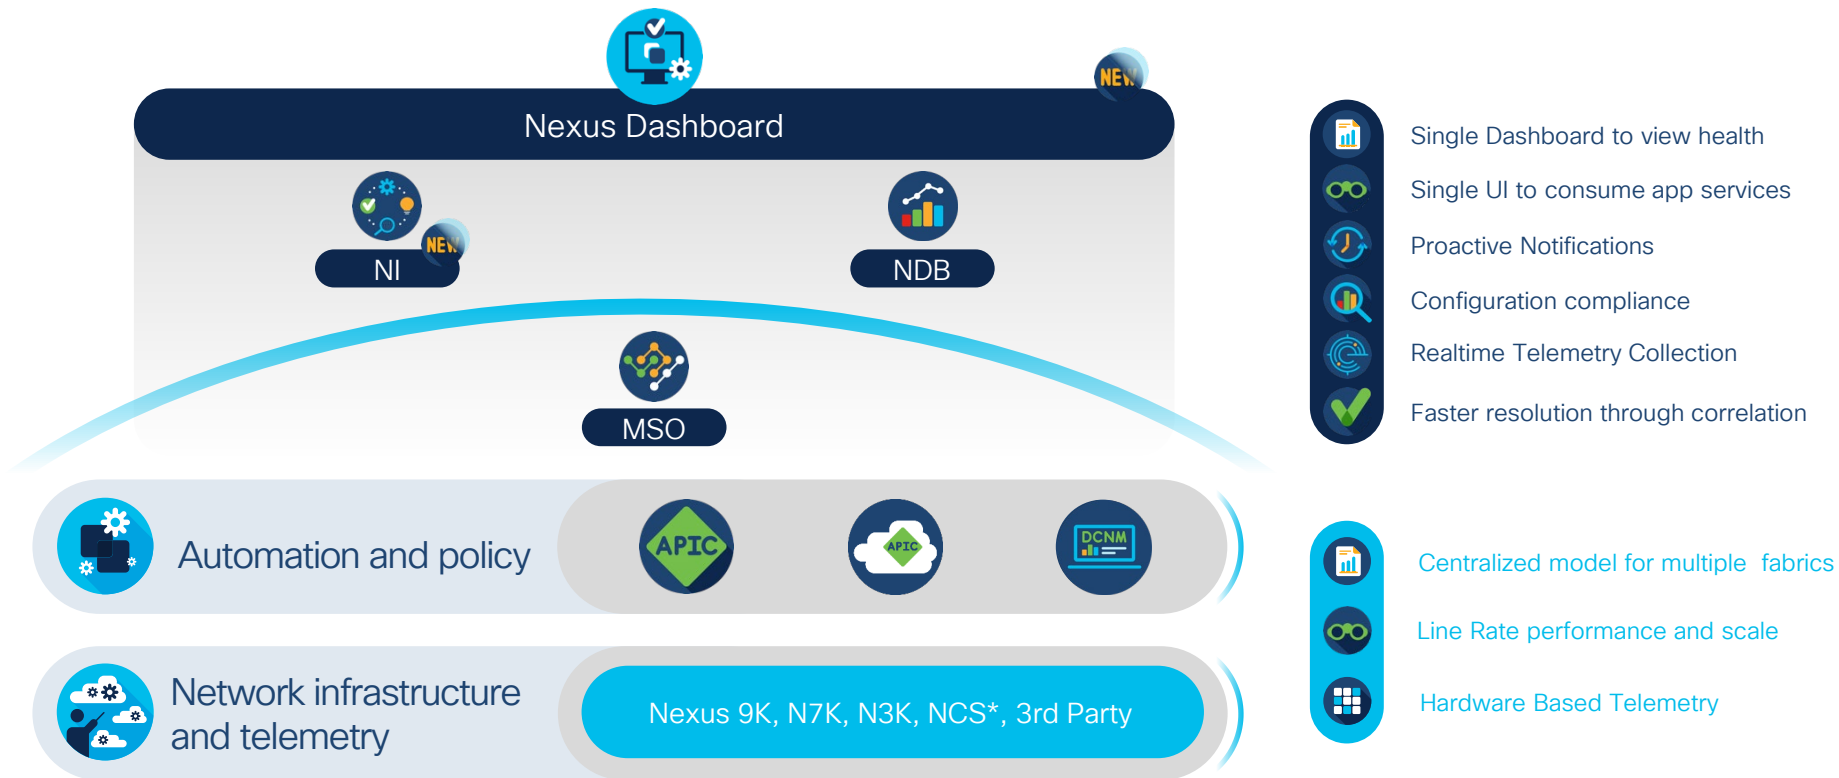 NEW
Nexus Dashboard
NEW
NI
NDB
MSO
Automation and policy
APIC
APIC
DCNM
Network infrastructure
and telemetry
Nexus 9K, N7K, N3K, NCS*, 3rd Party
Single Dashboard to view health
Single UI to consume app services
Proactive Notifications
Configuration compliance
Realtime Telemetry Collection
Faster resolution through correlation
Centralized model for multiple fabrics
Line Rate performance and scale
Hardware Based Telemetry